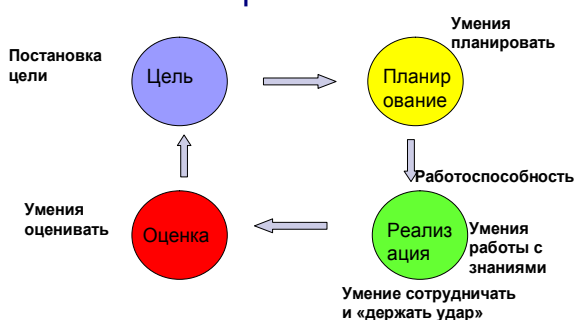 Постановка
цели
Цель
Умения
планировать
Планир
ование
Работоспособность
Реализ
ация
Умения
работы с
знаниями
Умение сотрудничать
и «держать удар»
Оценка
Умения
оценивать